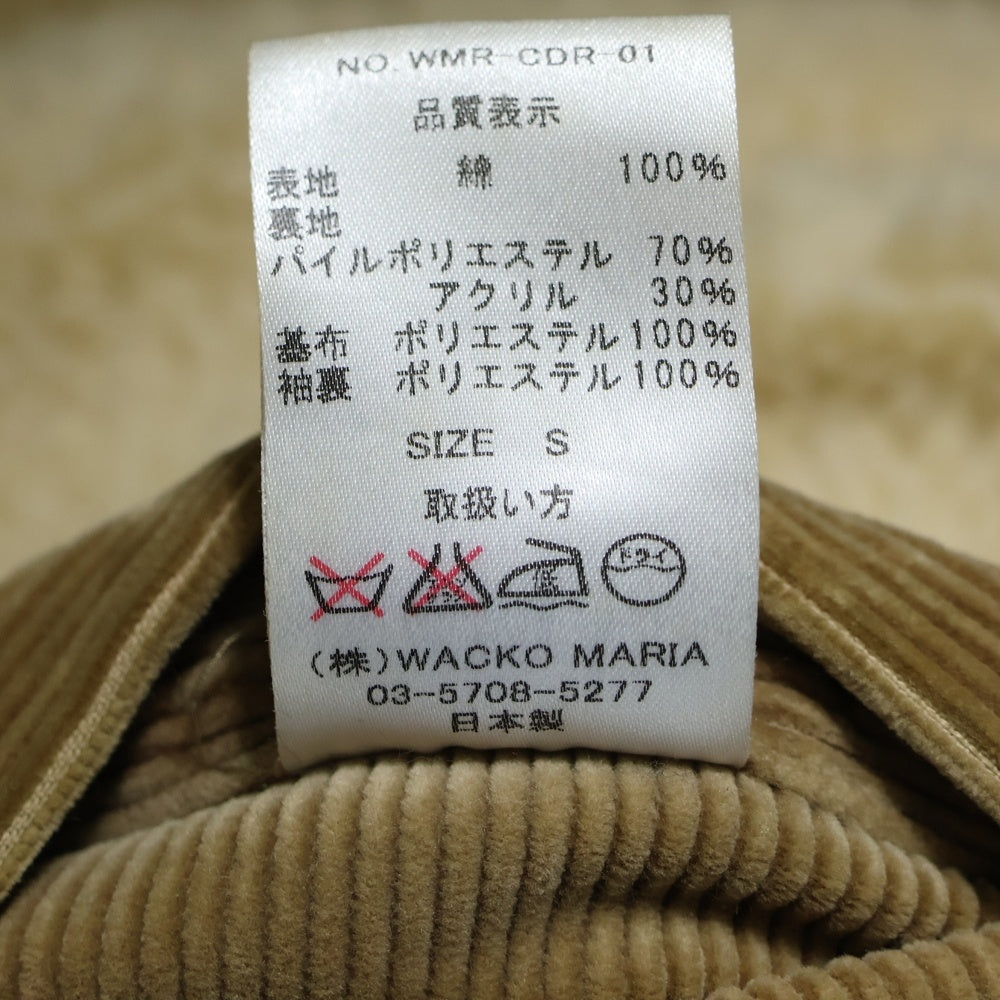 NO.WMR-CDR-01
品質表示
表地 綿 100%
裏地
パイルポリエステル 70%
アクリル 30%
基布 ポリエステル100%
袖裏 ポリエステル100%
SIZE S
取扱い方
低 ドライ
(株)WACKO MARIA
03-5708-5277
日本製